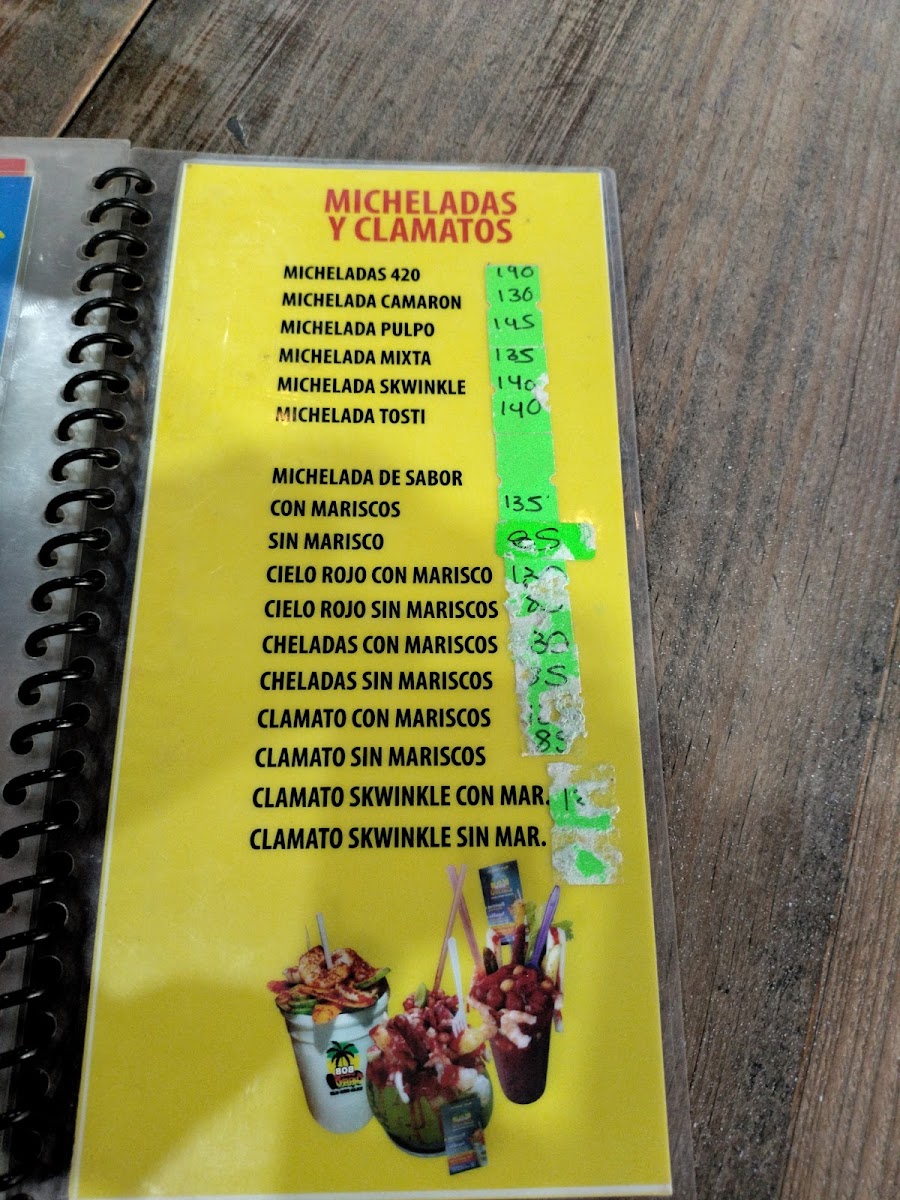 MICHELADAS
Y CLAMATOS
MICHELADAS 420 190
MICHELADA CAMARON 130
MICHELADA PULPO 145
MICHELADA MIXTA 135
MICHELADA SKWINKLE 140
MICHELADA TOSTI 140
MICHELADA DE SABOR
CON MARISCOS 135
SIN MARISCO 85
CIELO ROJO CON MARISCO
CIELO ROJO SIN MARISCOS
CHELADAS CON MARISCOS
CHELADAS SIN MARISCOS
CLAMATO CON MARISCOS
CLAMATO SIN MARISCOS 85
CLAMATO SKWINKLE CON MAR.
CLAMATO SKWINKLE SIN MAR.
BOB